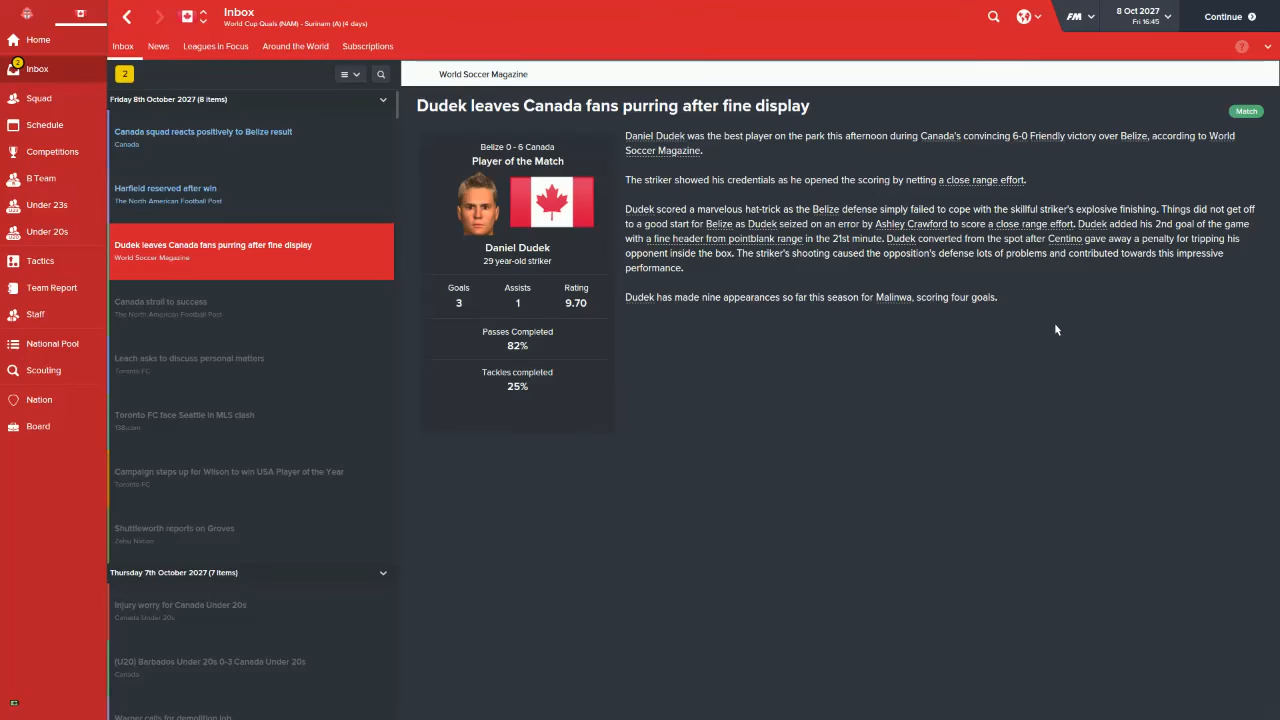 Inbox
World Cup Quals (NAM) - Surinam (A) (4 days)
FM
8 Oct 2027
Fri 16:45
Continue
Home
2
Inbox
Squad
Schedule
Competitions
B Team
Under 23s
Under 20s
Tactics
Team Report
Staff
National Pool
Scouting
Nation
Board
Inbox News Leagues in Focus Around the World Subscriptions
?
2
Friday 8th October 2027 (8 items)
Canada squad reacts positively to Belize result
Canada
Harfield reserved after win
The North American Football Post
Dudek leaves Canada fans purring after fine display
World Soccer Magazine
Canada stroll to success
The North American Football Post
Leach asks to discuss personal matters
Toronto FC
Toronto FC face Seattle in MLS clash
138.com
Campaign steps up for Wilson to win USA Player of the Year
Toronto FC
Shuttleworth reports on Groves
Zehu Nelson
Thursday 7th October 2027 (7 items)
Injury worry for Canada Under 20s
Canada Under 20s
(U20) Barbados Under 20s 0-3 Canada Under 20s
Canada
Warner calls for demolition job
World Soccer Magazine
Dudek leaves Canada fans purring after fine display
Match
Belize 0 - 6 Canada
Player of the Match
Daniel Dudek
29 year-old striker
Goals Assists Rating
3 1 9.70
Passes Completed
82%
Tackles completed
25%
Daniel Dudek was the best player on the park this afternoon during Canada's convincing 6-0 Friendly victory over Belize, according to World
Soccer Magazine.
The striker showed his credentials as he opened the scoring by netting a close range effort.
Dudek scored a marvelous hat-trick as the Belize defense simply failed to cope with the skillful striker's explosive finishing. Things did not get off
to a good start for Belize as Dudek seized on an error by Ashley Crawford to score a close range effort. Dudek added his 2nd goal of the game
with a fine header from pointblank range in the 21st minute. Dudek converted from the spot after Centino gave away a penalty for tripping his
opponent inside the box. The striker's shooting caused the opposition's defense lots of problems and contributed towards this impressive
performance.
Dudek has made nine appearances so far this season for Malinwa, scoring four goals.